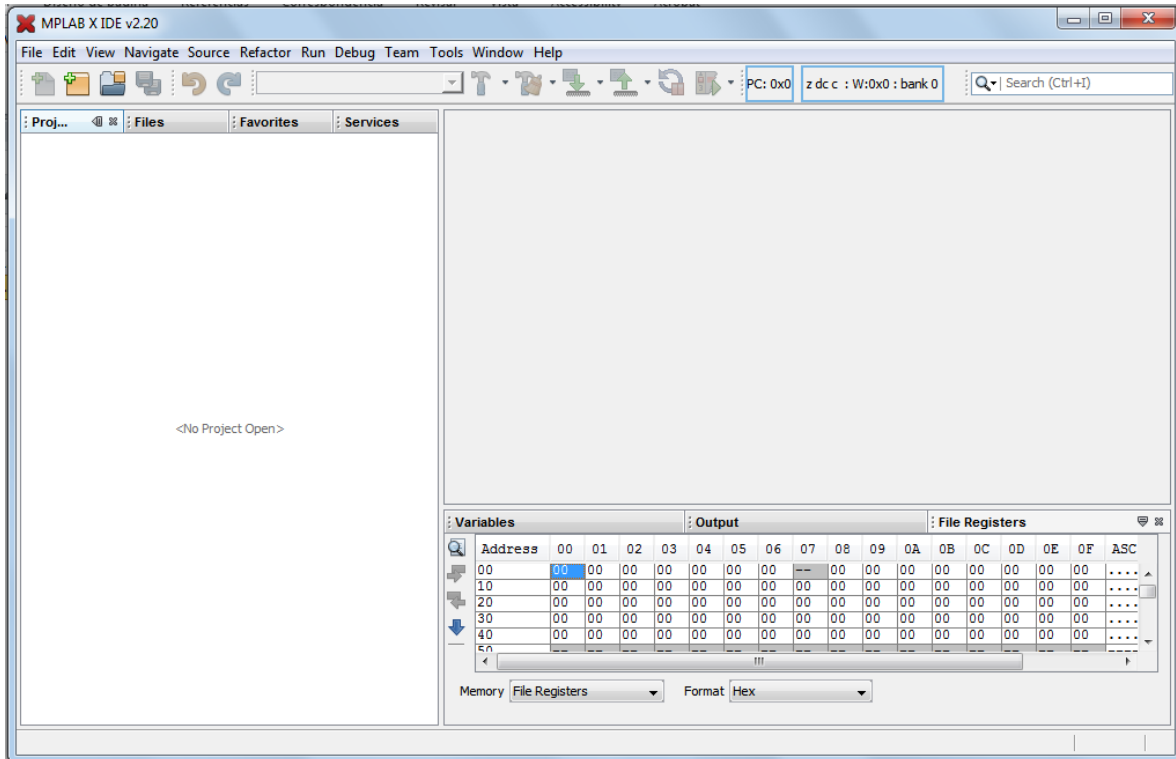 MPLAB X IDE v2.20
File Edit View Navigate Source Refactor Run Debug Team Tools Window Help
PC: 0x0 z dc c : W:0x0 : bank 0 Search (Ctrl+I)
Proj... Files Favorites Services
<No Project Open>
Variables Output File Registers
Address 00 01 02 03 04 05 06 07 08 09 0A 0B 0C 0D 0E 0F ASC
00 00 00 00 00 00 00 00 -- 00 00 00 00 00 00 00 00 ....
10 00 00 00 00 00 00 00 00 00 00 00 00 00 00 00 00 ....
20 00 00 00 00 00 00 00 00 00 00 00 00 00 00 00 00 ....
30 00 00 00 00 00 00 00 00 00 00 00 00 00 00 00 00 ....
40 00 00 00 00 00 00 00 00 00 00 00 00 00 00 00 00 ....
50 -- -- -- -- -- -- -- -- -- -- -- -- -- -- -- -- ----
Memory File Registers Format Hex